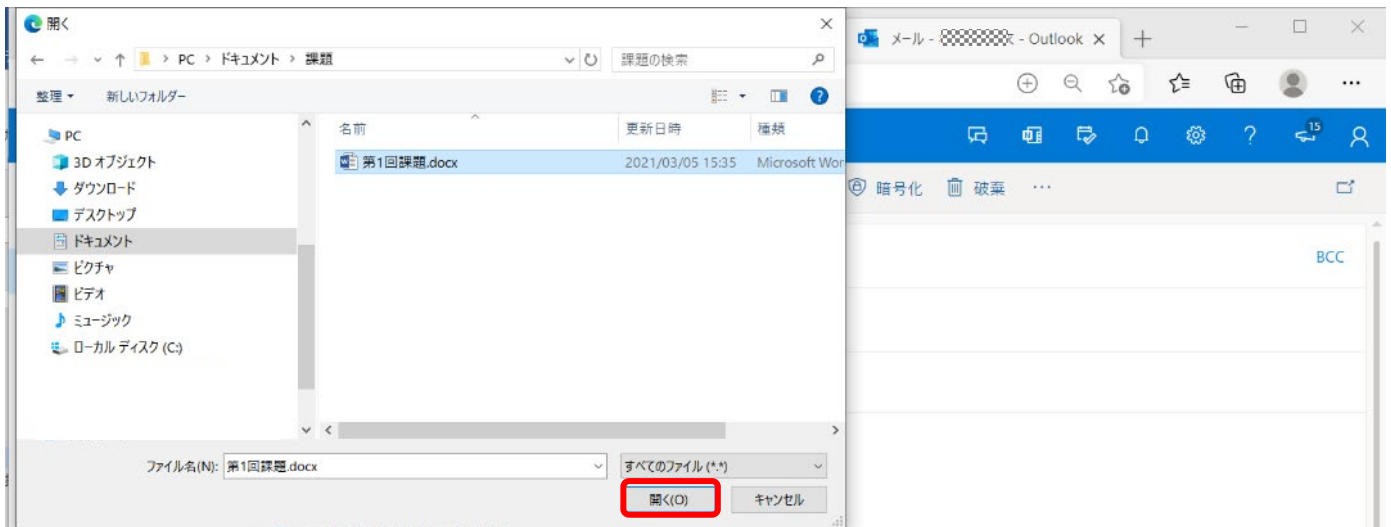 開く
メール - - Outlook
PC > ドキュメント > 課題
課題の検索
整理
新しいフォルダー
名前
更新日時
種類
PC
3D オブジェクト
ダウンロード
デスクトップ
ドキュメント
ピクチャ
ビデオ
ミュージック
ローカル ディスク (C:)
第1回課題.docx
2021/03/05 15:35
Microsoft Wor
15
暗号化
破棄
BCC
ファイル名(N):
第1回課題.docx
すべてのファイル (*.*)
開く(O)
キャンセル